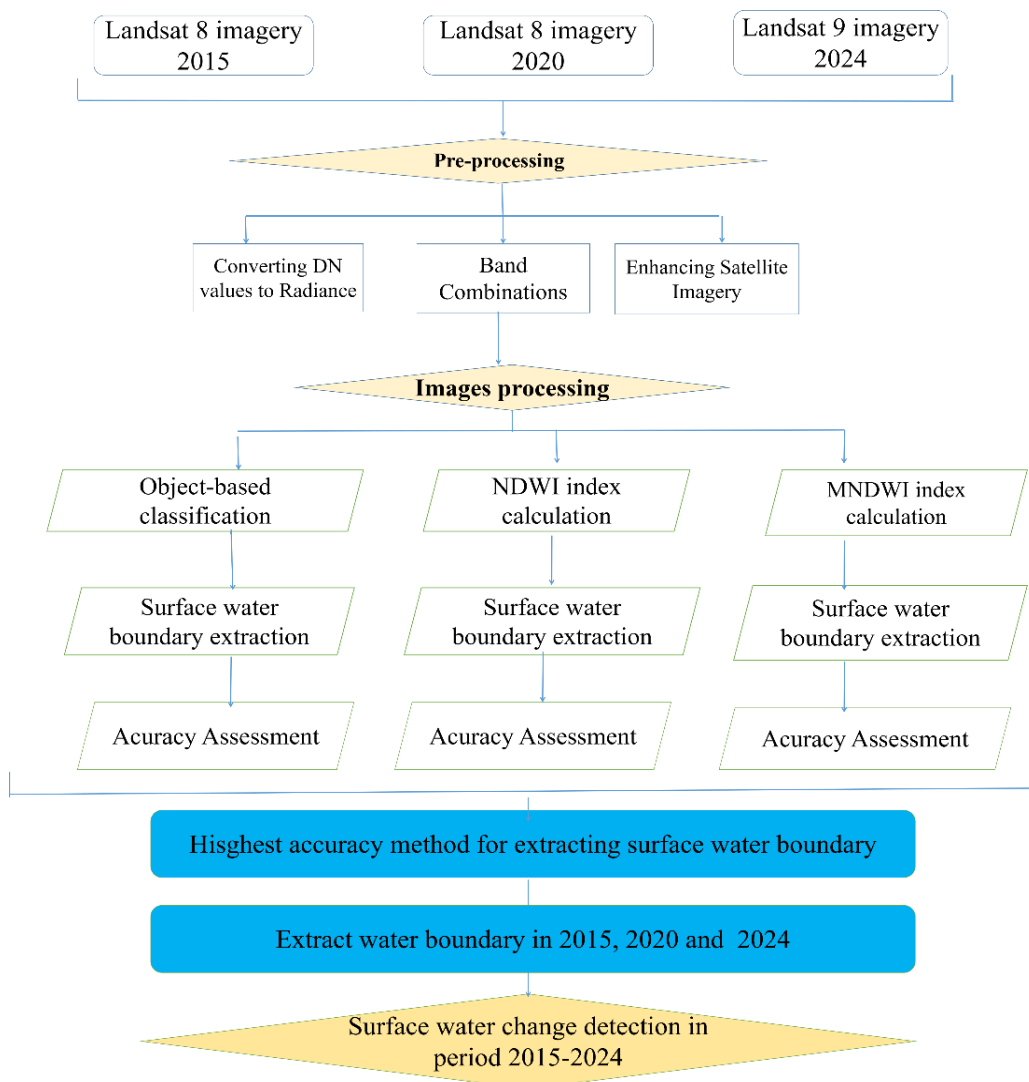 Landsat 8 imagery
2015
Landsat 8 imagery
2020
Landsat 9 imagery
2024
Pre-processing
Converting DN
values to Radiance
Band
Combinations
Enhancing Satellite
Imagery
Images processing
Object-based
classification
NDWI index
calculation
MNDWI index
calculation
Surface water
boundary extraction
Surface water
boundary extraction
Surface water
boundary extraction
Acuracy Assessment
Acuracy Assessment
Acuracy Assessment
Hisghest accuracy method for extracting surface water boundary
Extract water boundary in 2015, 2020 and 2024
Surface water change detection in
period 2015-2024